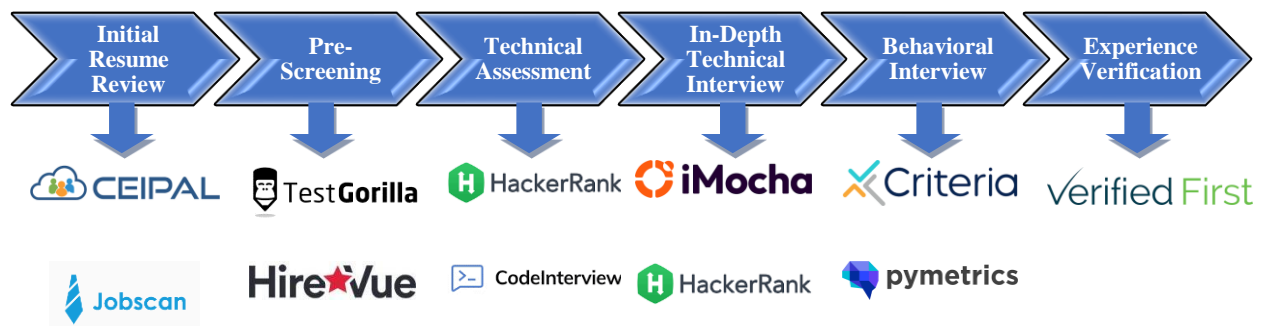 Initial
Resume
Review
Pre-
Screening
Technical
Assessment
In-Depth
Technical
Interview
Behavioral
Interview
Experience
Verification
CEIPAL
TestGorilla
H HackerRank
iMocha
Criteria
Verified First
Jobscan
HireVue
>_ CodeInterview
H HackerRank
pymetrics